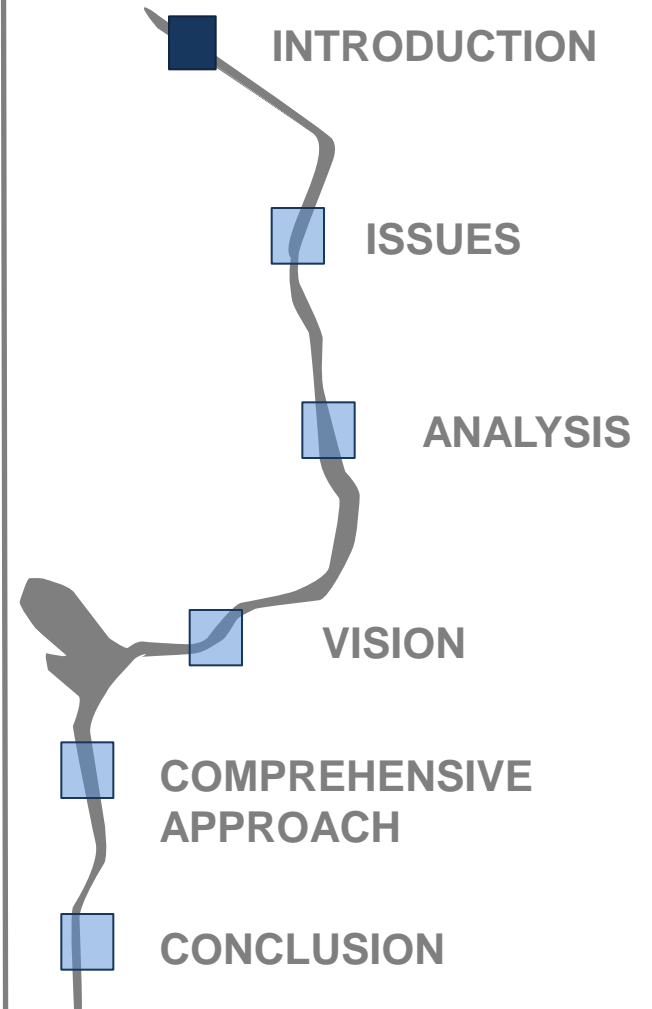 INTRODUCTION
ISSUES
ANALYSIS
VISION
COMPREHENSIVE
APPROACH
CONCLUSION